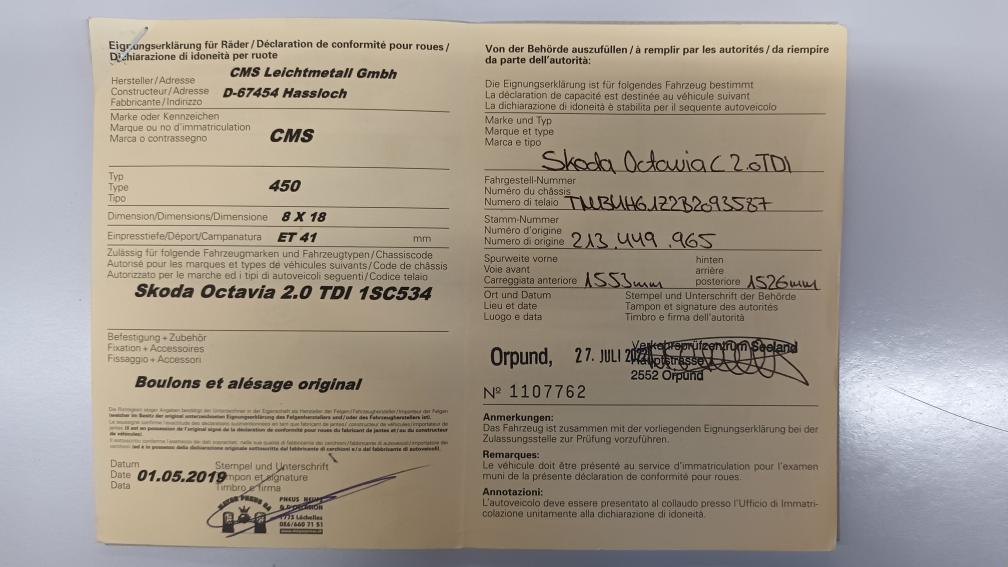 Eignungserklärung für Räder / Déclaration de conformité pour roues /
Dichiarazione di idoneità per ruote
Hersteller / Adresse
Constructeur / Adresse
Fabbricante / Indirizzo
CMS Leichtmetall Gmbh
D-67454 Hassloch
Marke oder Kennzeichen
Marque ou no d'immatriculation
Marca o contrassegno
CMS
Typ
Type
Tipo
450
Dimension/Dimensions/Dimensione 8 X 18
Einpresstiefe/Déport/Campanatura ET 41 mm
Zulässig für folgende Fahrzeugmarken und Fahrzeugtypen / Chassiscode
Autorisé pour les marques et types de véhicules suivants / Code de châssis
Autorizzato per le marche ed i tipi di autoveicoli seguenti / Codice telaio
Skoda Octavia 2.0 TDI 1SC534
Befestigung + Zubehör
Fixation + Accessoires
Fissaggio + Accessori
Boulons et alésage original
Datum
Date
Data
01.05.2019
Stempel und Unterschrift
Tampon et signature
Timbro e firma
PNEUS NEUFS
1773 Léchelles
026/660 71 51
Von der Behörde auszufüllen / à remplir par les autorités / da riempire
da parte dell'autorità:
Die Eignungserklärung ist für folgendes Fahrzeug bestimmt
La déclaration de capacité est destinée au véhicule suivant
La dichiarazione di idoneità è stabilita per il sequente autoveicolo
Marke und Typ
Marque et type
Marca e tipo
Skoda Octavia C 2.0TDI
Fahrgestell-Nummer
Numéro du châssis
Numero di telaio
Stamm-Nummer
Numéro d'origine
Numero di origine 213.449.965
Spurweite vorne hinten
Voie avant arrière
Carreggiata anteriore 1553mm posteriore 1526mm
Ort und Datum Stempel und Unterschrift der Behörde
Lieu et date Tampon et signature des autorités
Luogo e data Timbro e firma dell'autorità
Orpund, 27. JULI
Verkehrsprüfzentrum Seeland
Hauptstrasse
2552 Orpund
Nº 1107762
Anmerkungen:
Das Fahrzeug ist zusammen mit der vorliegenden Eignungserklärung bei der
Zulassungsstelle zur Prüfung vorzuführen.
Remarques:
Le véhicule doit être présenté au service d'immatriculation pour l'examen
muni de la présente déclaration de conformité pour roues.
Annotazioni:
L'autoveicolo deve essere presentato al collaudo presso l'Ufficio di Immatri-
colazione unitamente alla dichiarazione di idoneità.